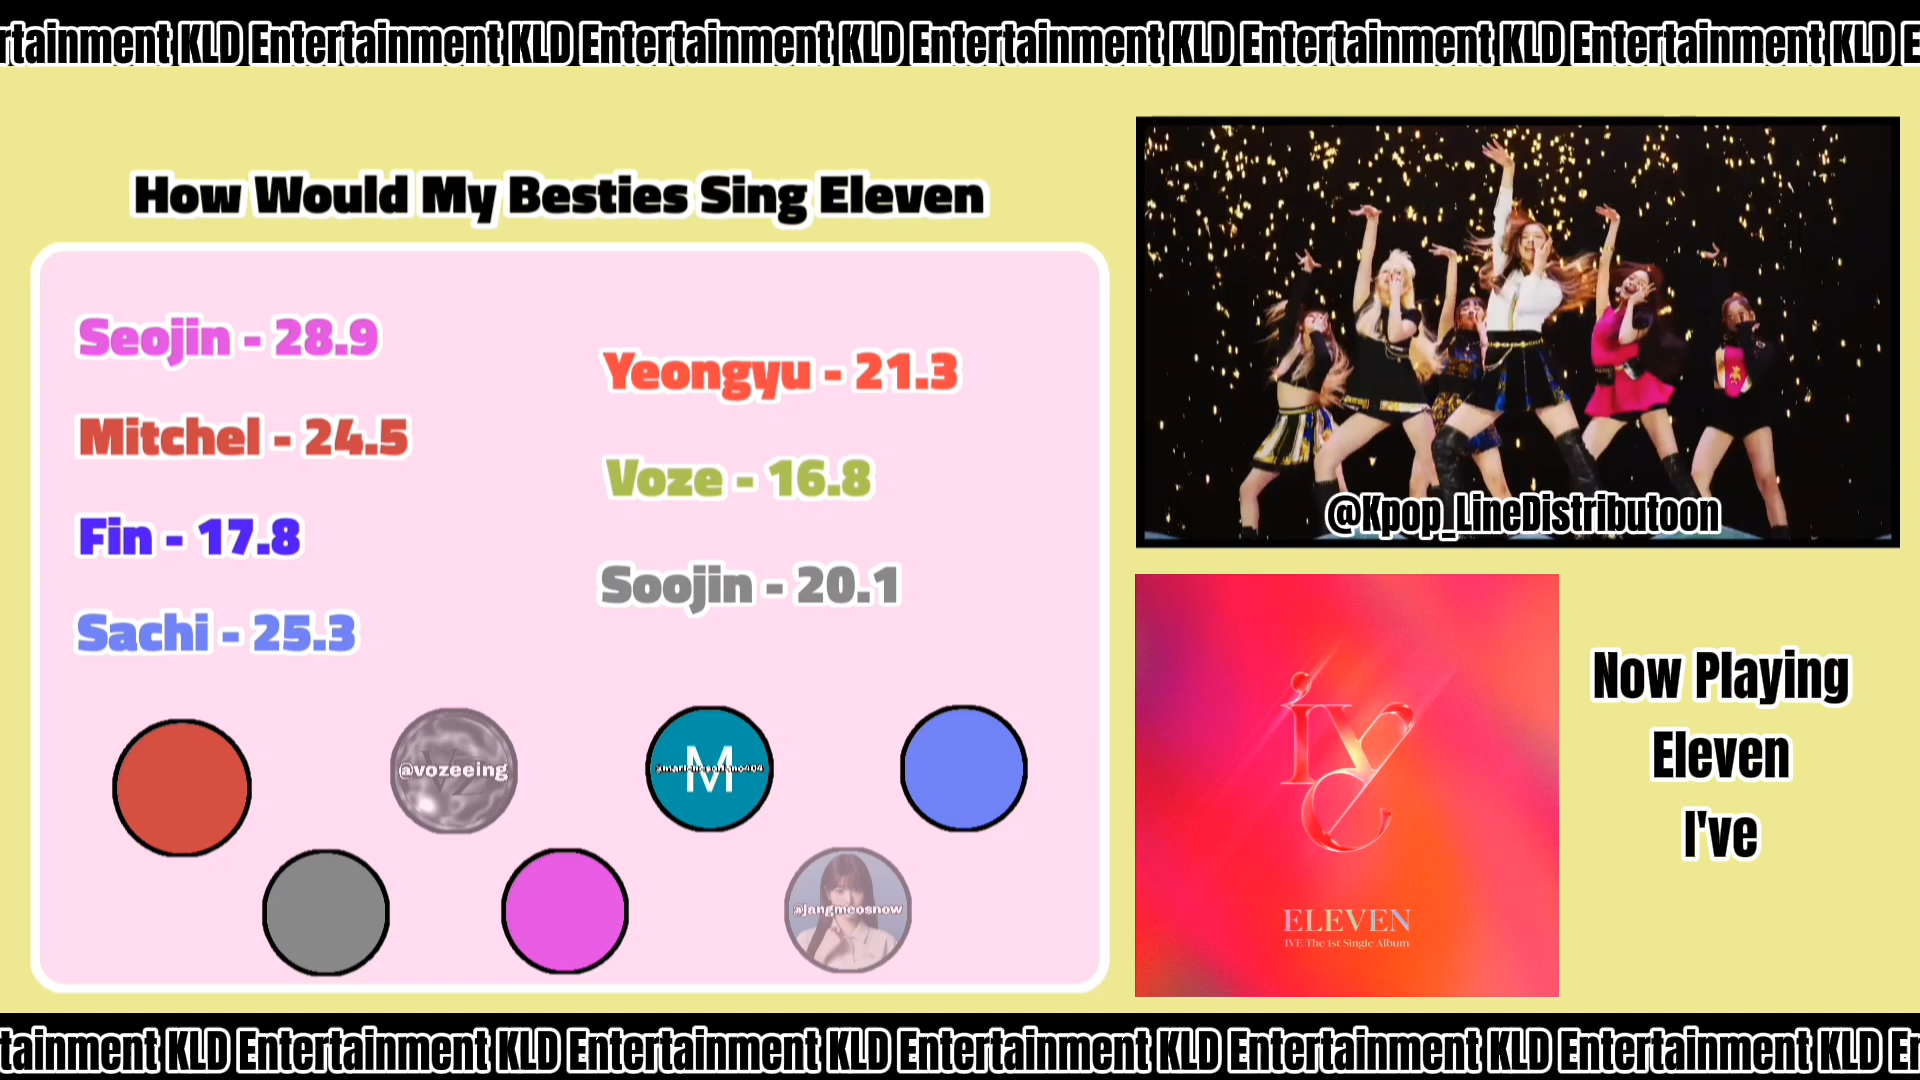 rtainment KLD Entertainment KLD Entertainment KLD Entertainment KLD Entertainment KLD Entertainment KLD E
How Would My Besties Sing Eleven
Seojin - 28.9
Mitchel - 24.5
Fin - 17.8
Sachi - 25.3
Yeongyu - 21.3
Voze - 16.8
Soojin - 20.1
@vozeeing
M
@jangmeosnow
@Kpop_LineDistributoon
IVE
ELEVEN
IVE The 1st Single Album
Now Playing
Eleven
I've
tainment KLD Entertainment KLD Entertainment KLD Entertainment KLD Entertainment KLD Entertainment KLD En